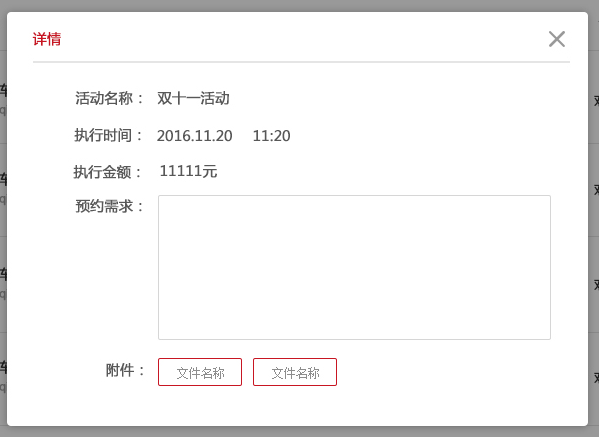 详情
活动名称： 双十一活动
执行时间： 2016.11.20 11:20
执行金额： 11111元
预约需求：
附件： 文件名称 文件名称